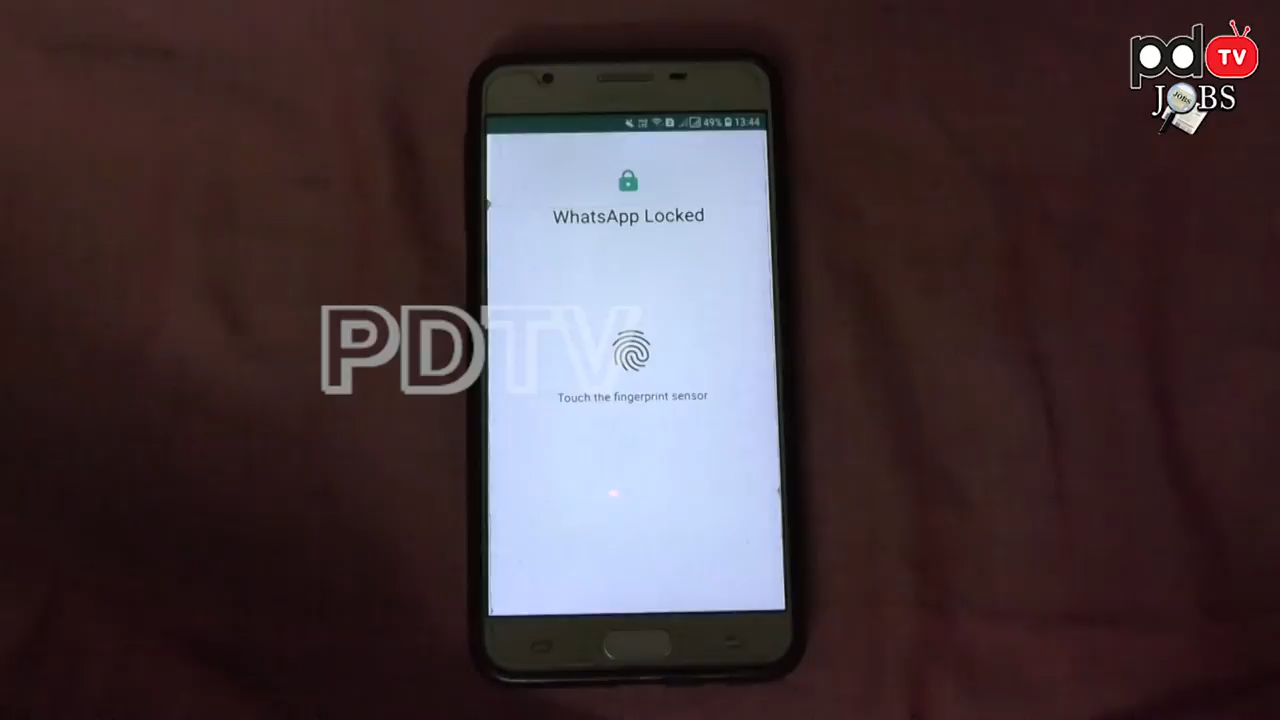 pd TV
JOBS
49% 13:44
WhatsApp Locked
PDTV
Touch the fingerprint sensor